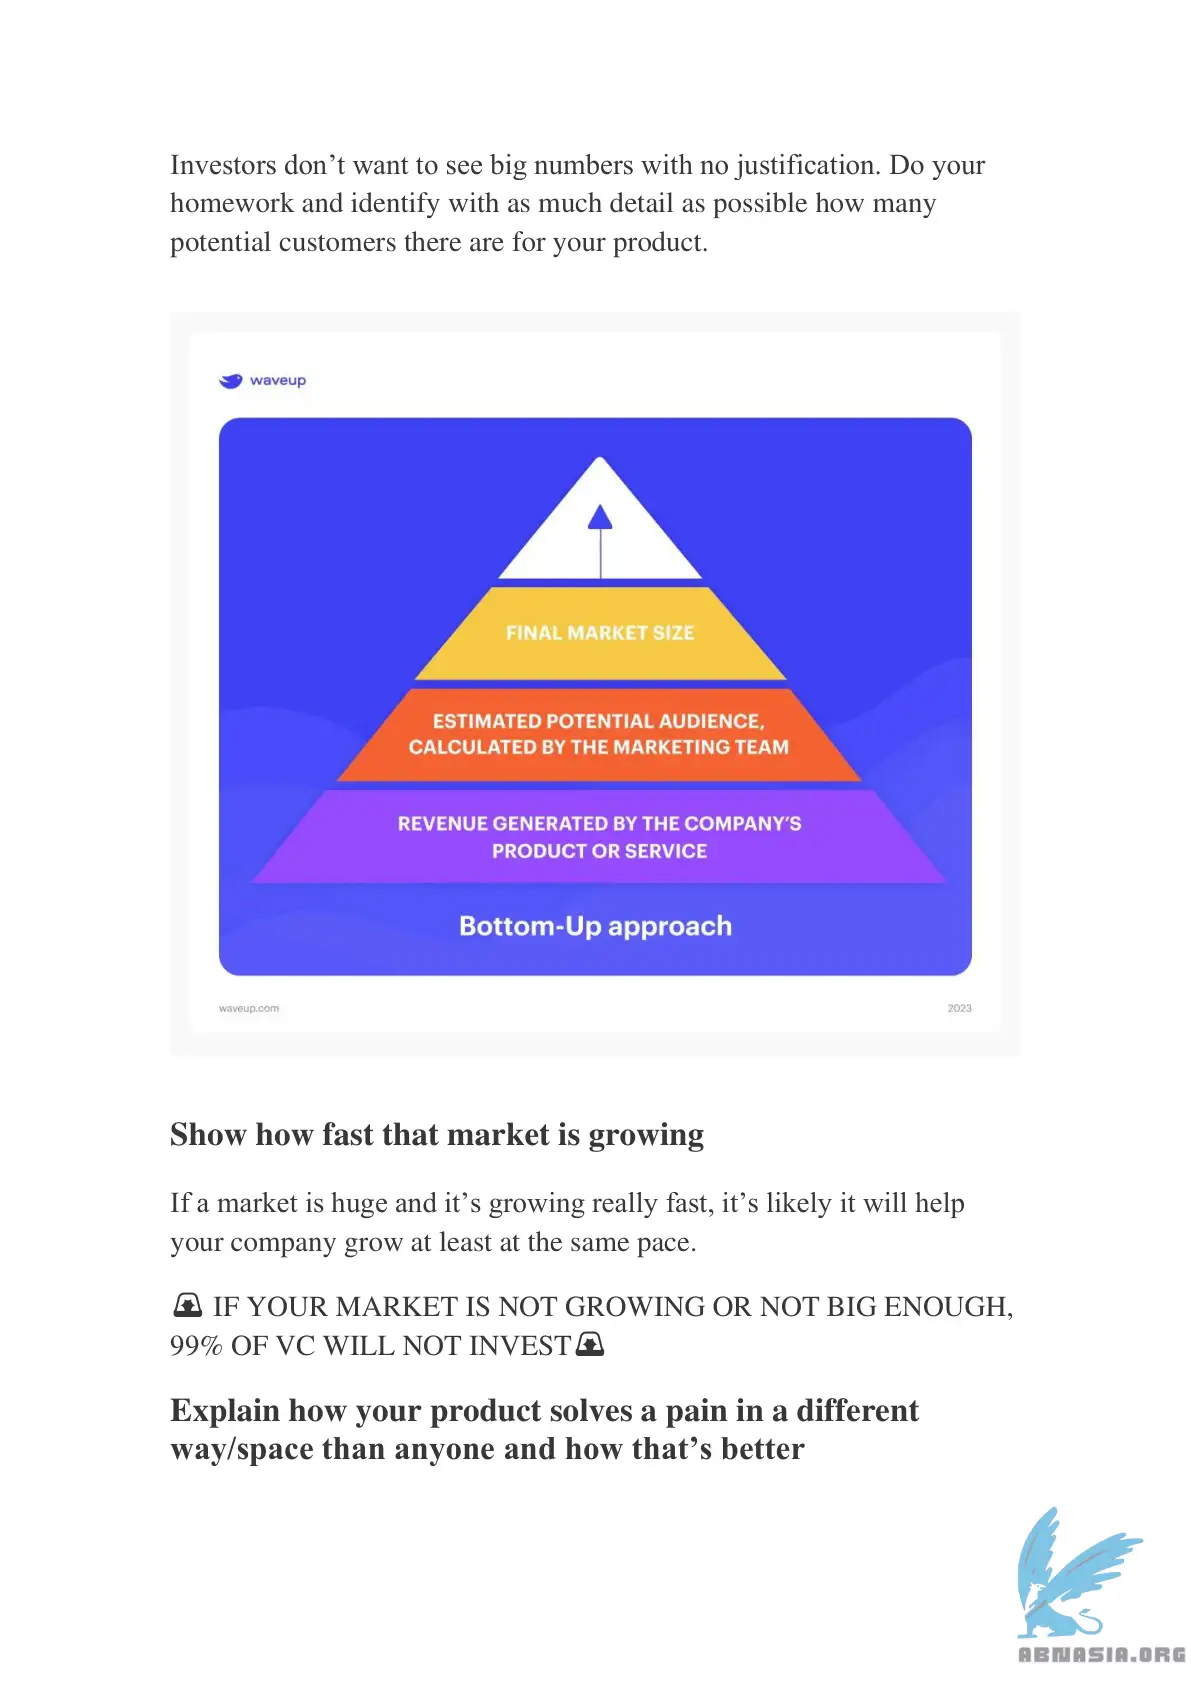 Investors don’t want to see big numbers with no justification. Do your
homework and identify with as much detail as possible how many
potential customers there are for your product.
waveup
FINAL MARKET SIZE
ESTIMATED POTENTIAL AUDIENCE,
CALCULATED BY THE MARKETING TEAM
REVENUE GENERATED BY THE COMPANY’S
PRODUCT OR SERVICE
Bottom-Up approach
waveup.com
2023
Show how fast that market is growing
If a market is huge and it’s growing really fast, it’s likely it will help
your company grow at least at the same pace.
🚨 IF YOUR MARKET IS NOT GROWING OR NOT BIG ENOUGH,
99% OF VC WILL NOT INVEST🚨
Explain how your product solves a pain in a different
way/space than anyone and how that’s better
ABNASIA.ORG